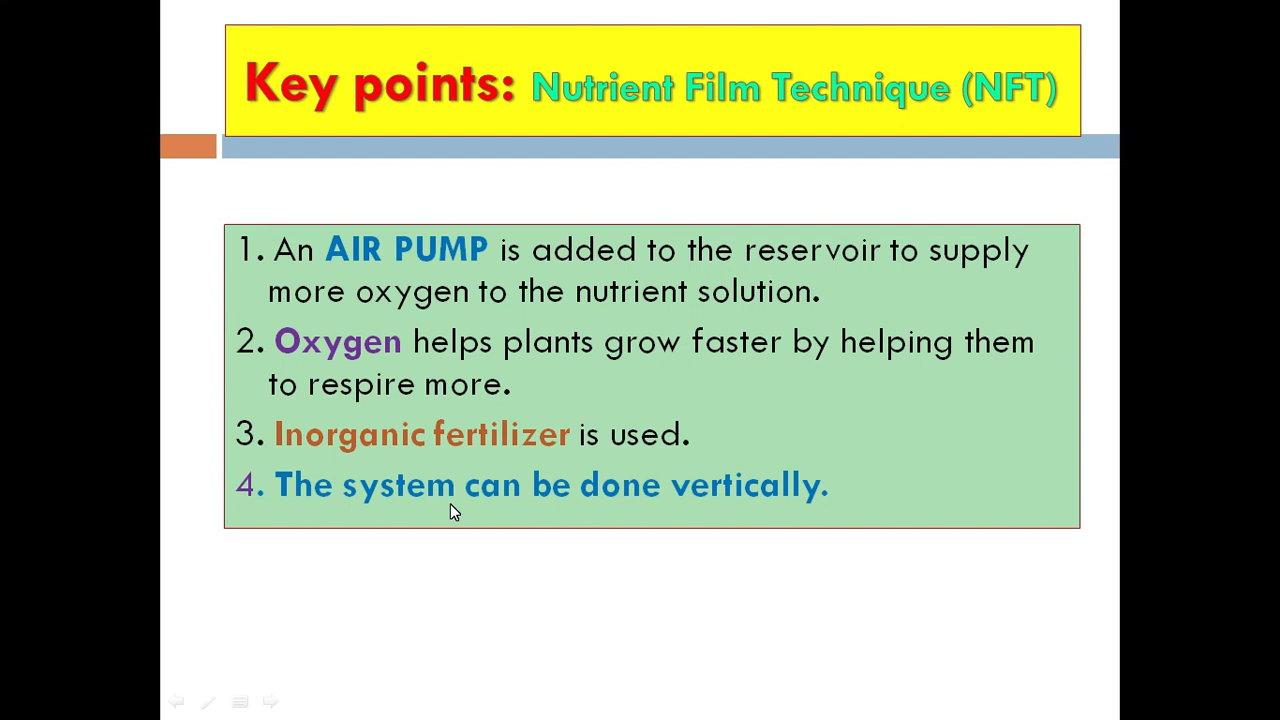 Key points: Nutrient Film Technique (NFT)
1. An AIR PUMP is added to the reservoir to supply
more oxygen to the nutrient solution.
2. Oxygen helps plants grow faster by helping them
to respire more.
3. Inorganic fertilizer is used.
4. The system can be done vertically.